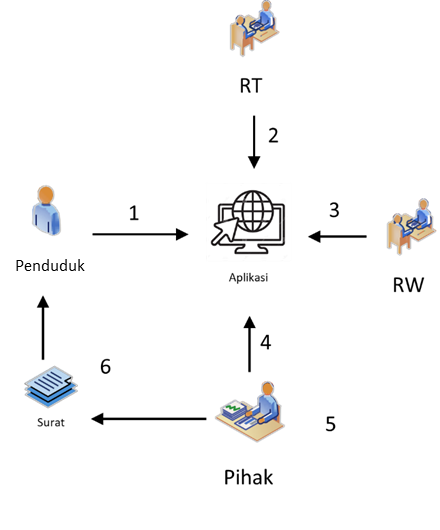 RT
2
1
3
Aplikasi
Penduduk
RW
4
6
Surat
5
Pihak